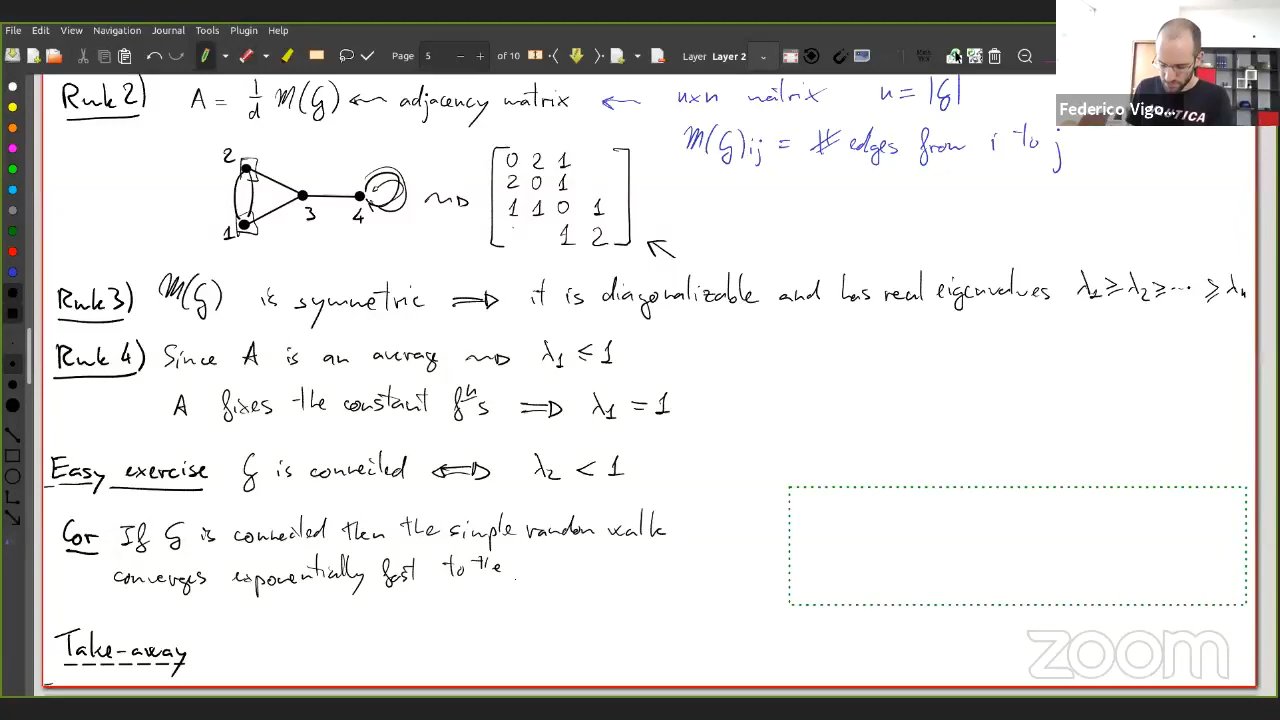 File Edit View Navigation Journal Tools Plugin Help
Page 5 of 10 Layer Layer 2
Federico Vigo...
Rmk 2) A = 1/d M(G) ← adjacency matrix ← n×n matrix n = |G|
M(G)ij = # edges from i to j
2
1
3
4
0 2 1
2 0 1
1 1 0 1
1 2
Rmk 3) M(G) is symmetric ⇒ it is diagonalizable and has real eigenvalues λ1 ≥ λ2 ≥ ... ≥ λn
Rmk 4) Since A is an average ⇝ λ1 ≤ 1
A fixes the constant fⁿs ⇒ λ1 = 1
Easy exercise G is connected ⇔ λ2 < 1
Cor If G is connected then the simple random walk
converges exponentially fast to the
Take-away
zoom